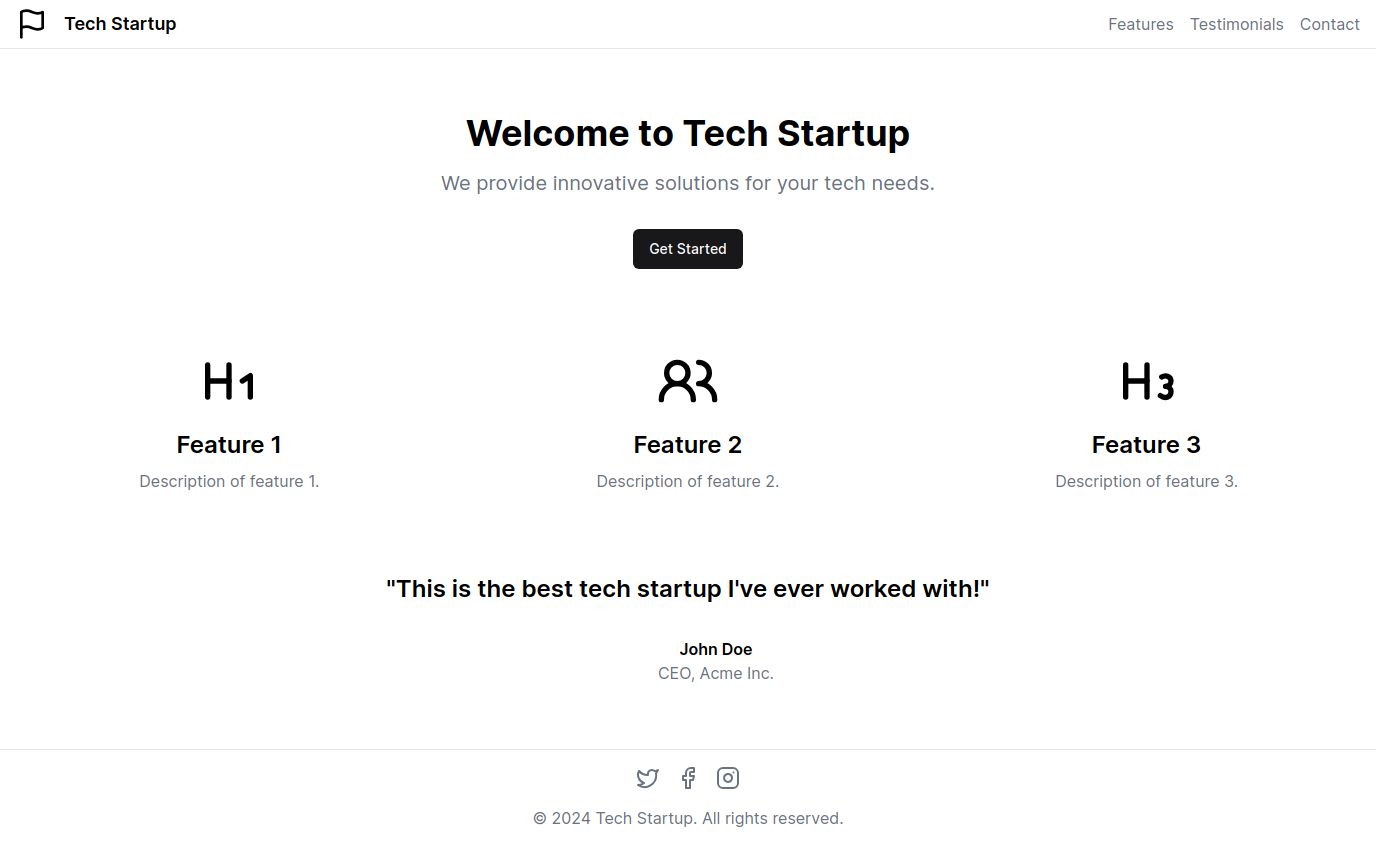 Tech Startup
Features Testimonials Contact
Welcome to Tech Startup
We provide innovative solutions for your tech needs.
Get Started
H1
H3
Feature 1
Feature 2
Feature 3
Description of feature 1.
Description of feature 2.
Description of feature 3.
"This is the best tech startup I've ever worked with!"
John Doe
CEO, Acme Inc.
© 2024 Tech Startup. All rights reserved.